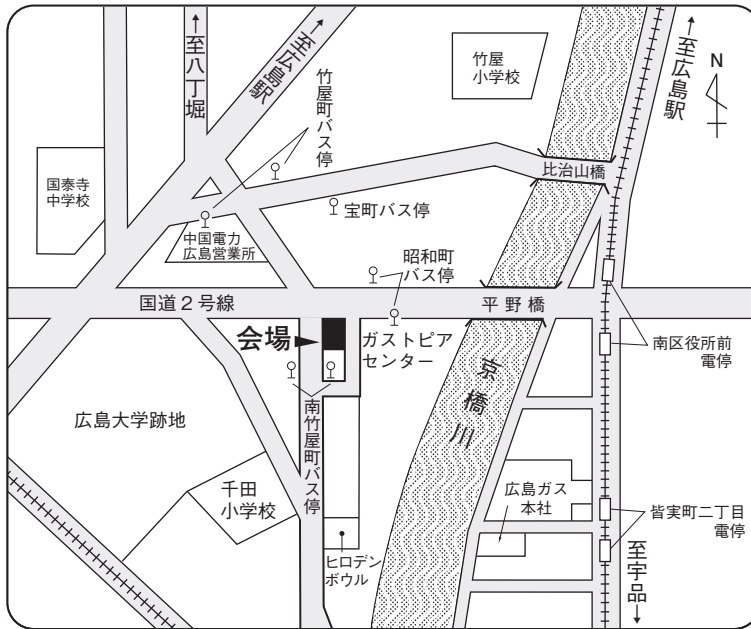 ←至八丁堀
←至広島駅
竹屋町バス停
竹屋
小学校
→至広島駅
N
国泰寺
中学校
比治山橋
宝町バス停
中国電力
広島営業所
昭和町
バス停
国道2号線
平野橋
会場
ガストピア
センター
南区役所前
電停
京橋川
広島大学跡地
南竹屋町バス停
千田
小学校
広島ガス
本社
皆実町二丁目
電停
ヒロデン
ボウル
至宇品→